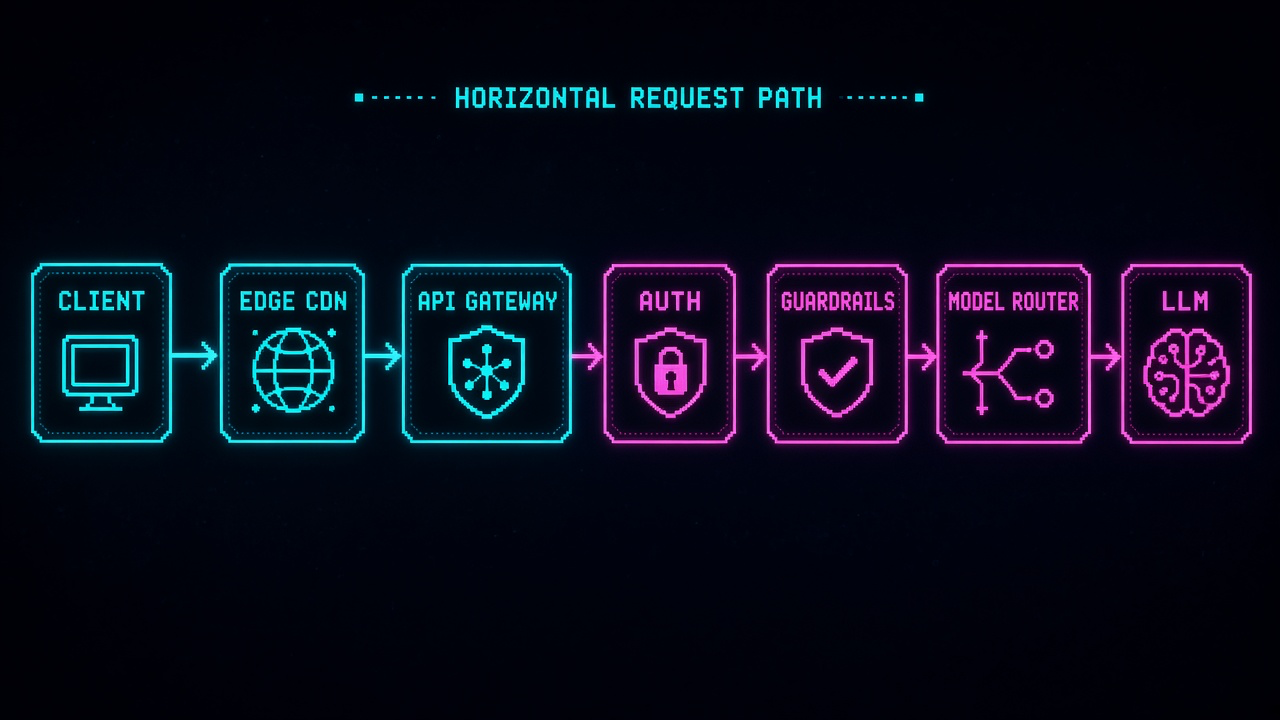 HORIZONTAL REQUEST PATH
CLIENT
EDGE CDN
API GATEWAY
AUTH
GUARDRAILS
MODEL ROUTER
LLM